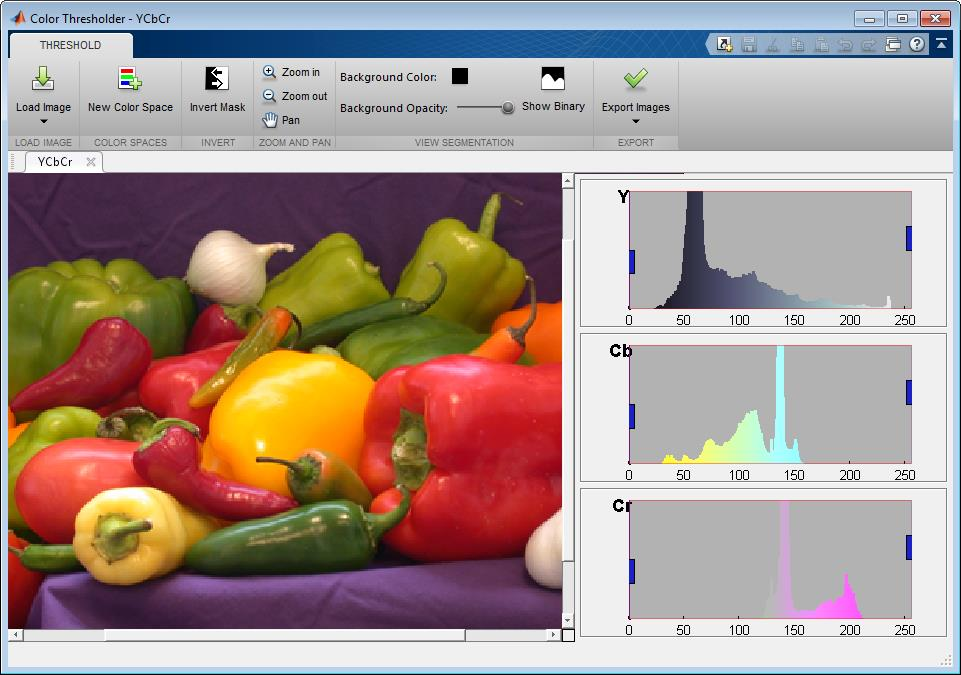 Color Thresholder - YCbCr
THRESHOLD
Load Image
New Color Space
Invert Mask
Zoom in
Zoom out
Pan
Background Color:
Background Opacity:
Show Binary
Export Images
LOAD IMAGE
COLOR SPACES
INVERT
ZOOM AND PAN
VIEW SEGMENTATION
EXPORT
YCbCr
Y
0 50 100 150 200 250
Cb
0 50 100 150 200 250
Cr
0 50 100 150 200 250